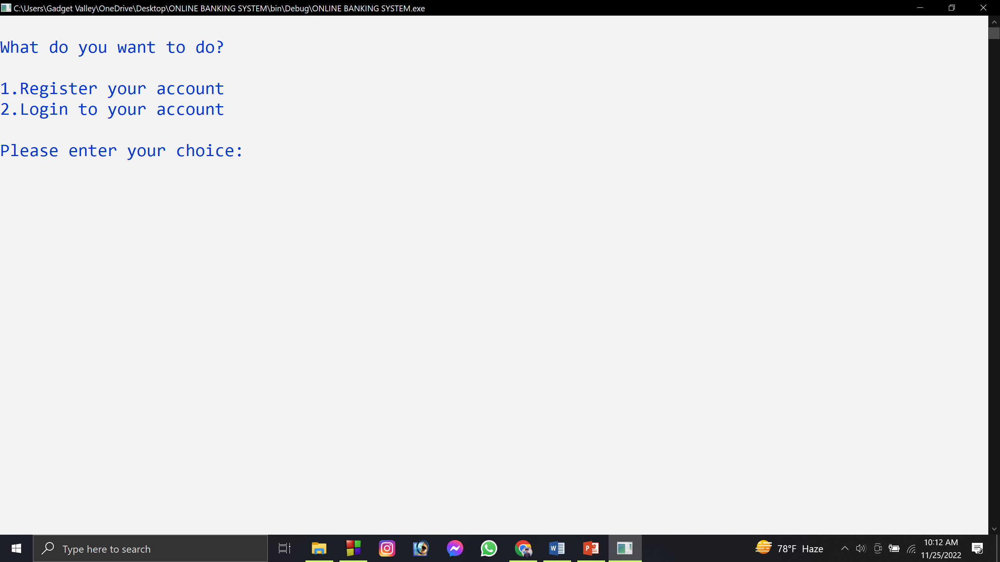 C:\Users\Gadget Valley\OneDrive\Desktop\ONLINE BANKING SYSTEM\bin\Debug\ONLINE BANKING SYSTEM.exe
What do you want to do?
1.Register your account
2.Login to your account
Please enter your choice:
Type here to search
78°F Haze
10:12 AM
11/25/2022